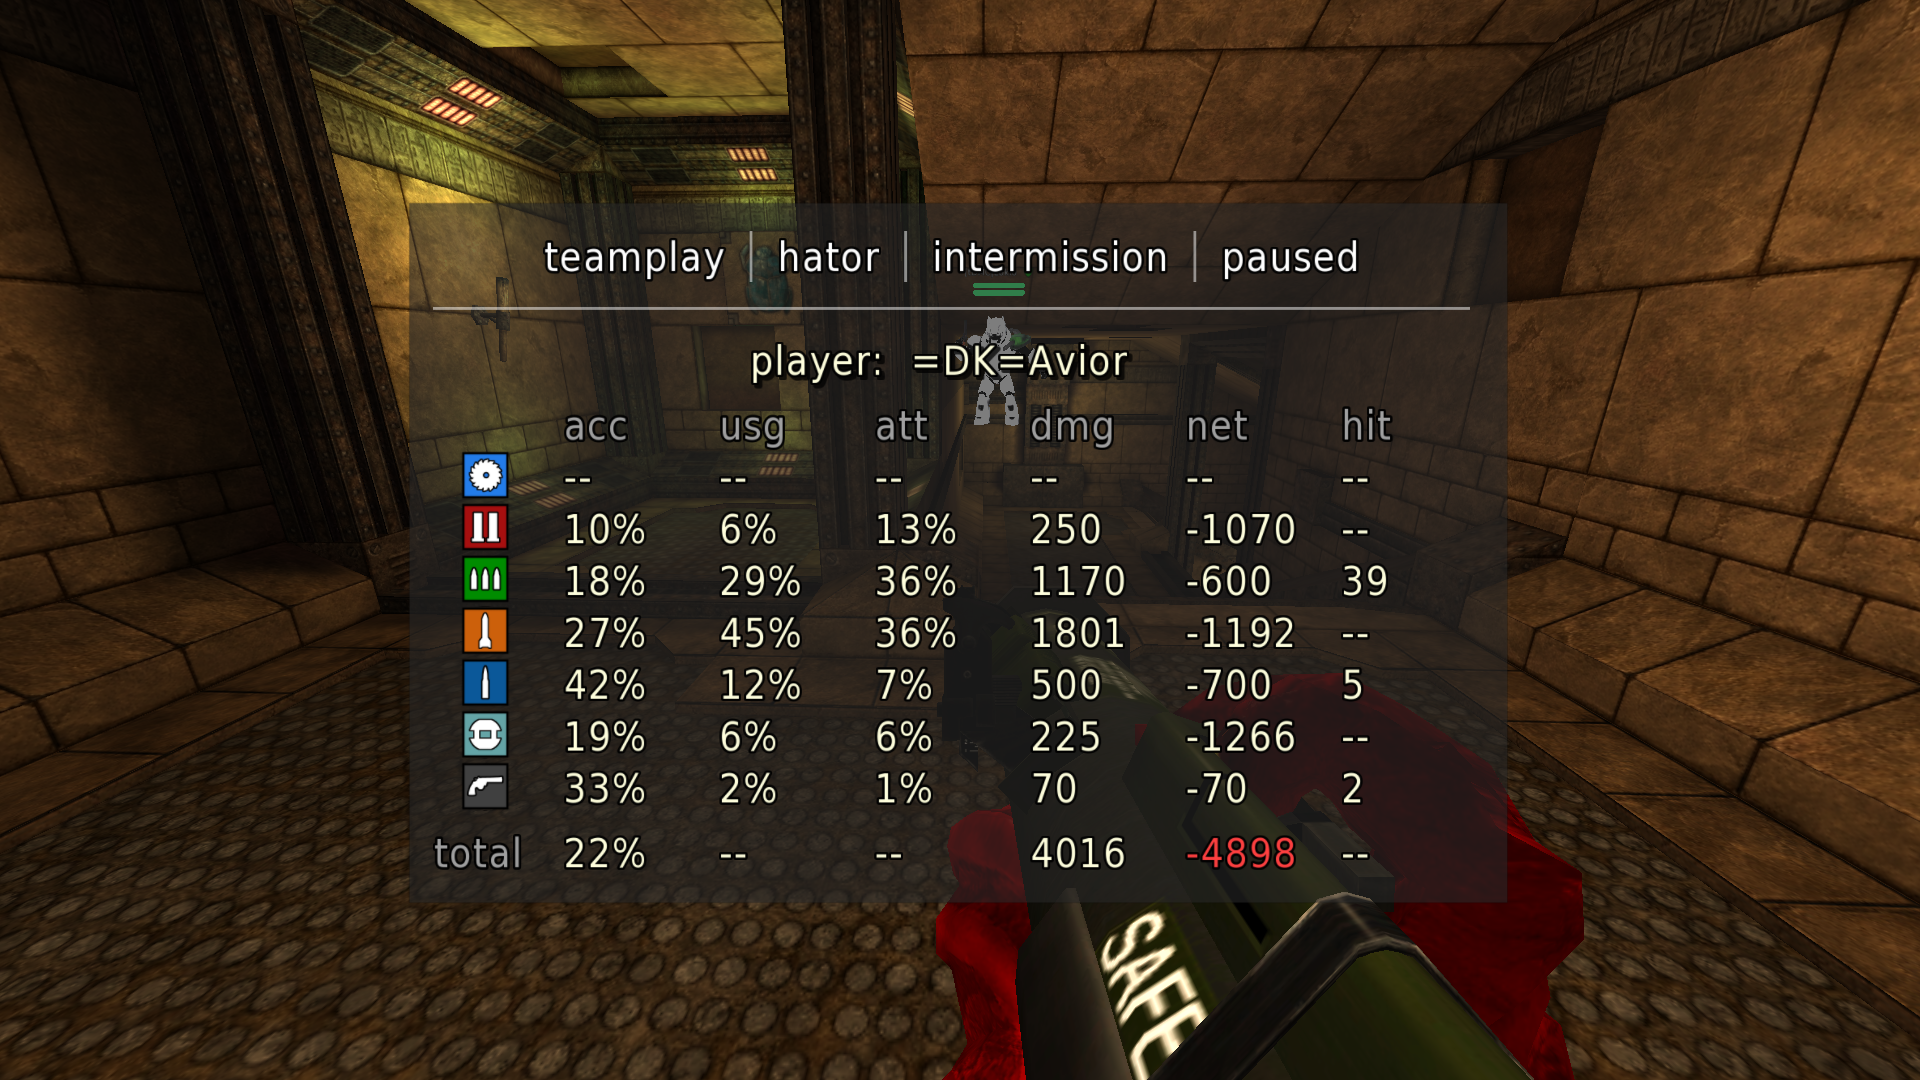 teamplay | hator | intermission | paused
player: =DK=Avior
acc usg att dmg net hit
-- -- -- -- -- --
10% 6% 13% 250 -1070 --
18% 29% 36% 1170 -600 39
27% 45% 36% 1801 -1192 --
42% 12% 7% 500 -700 5
19% 6% 6% 225 -1266 --
33% 2% 1% 70 -70 2
total 22% -- -- 4016 -4898 --
SAFE